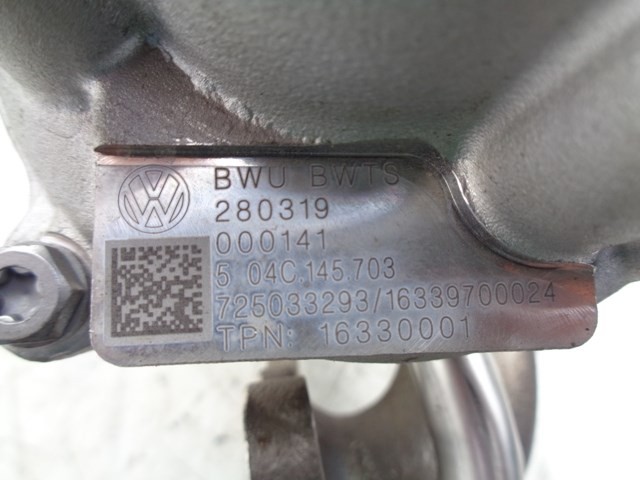 BWU BWTS
280319
000141
5 04C.145.703
725033293/16339700024
TPN: 16330001